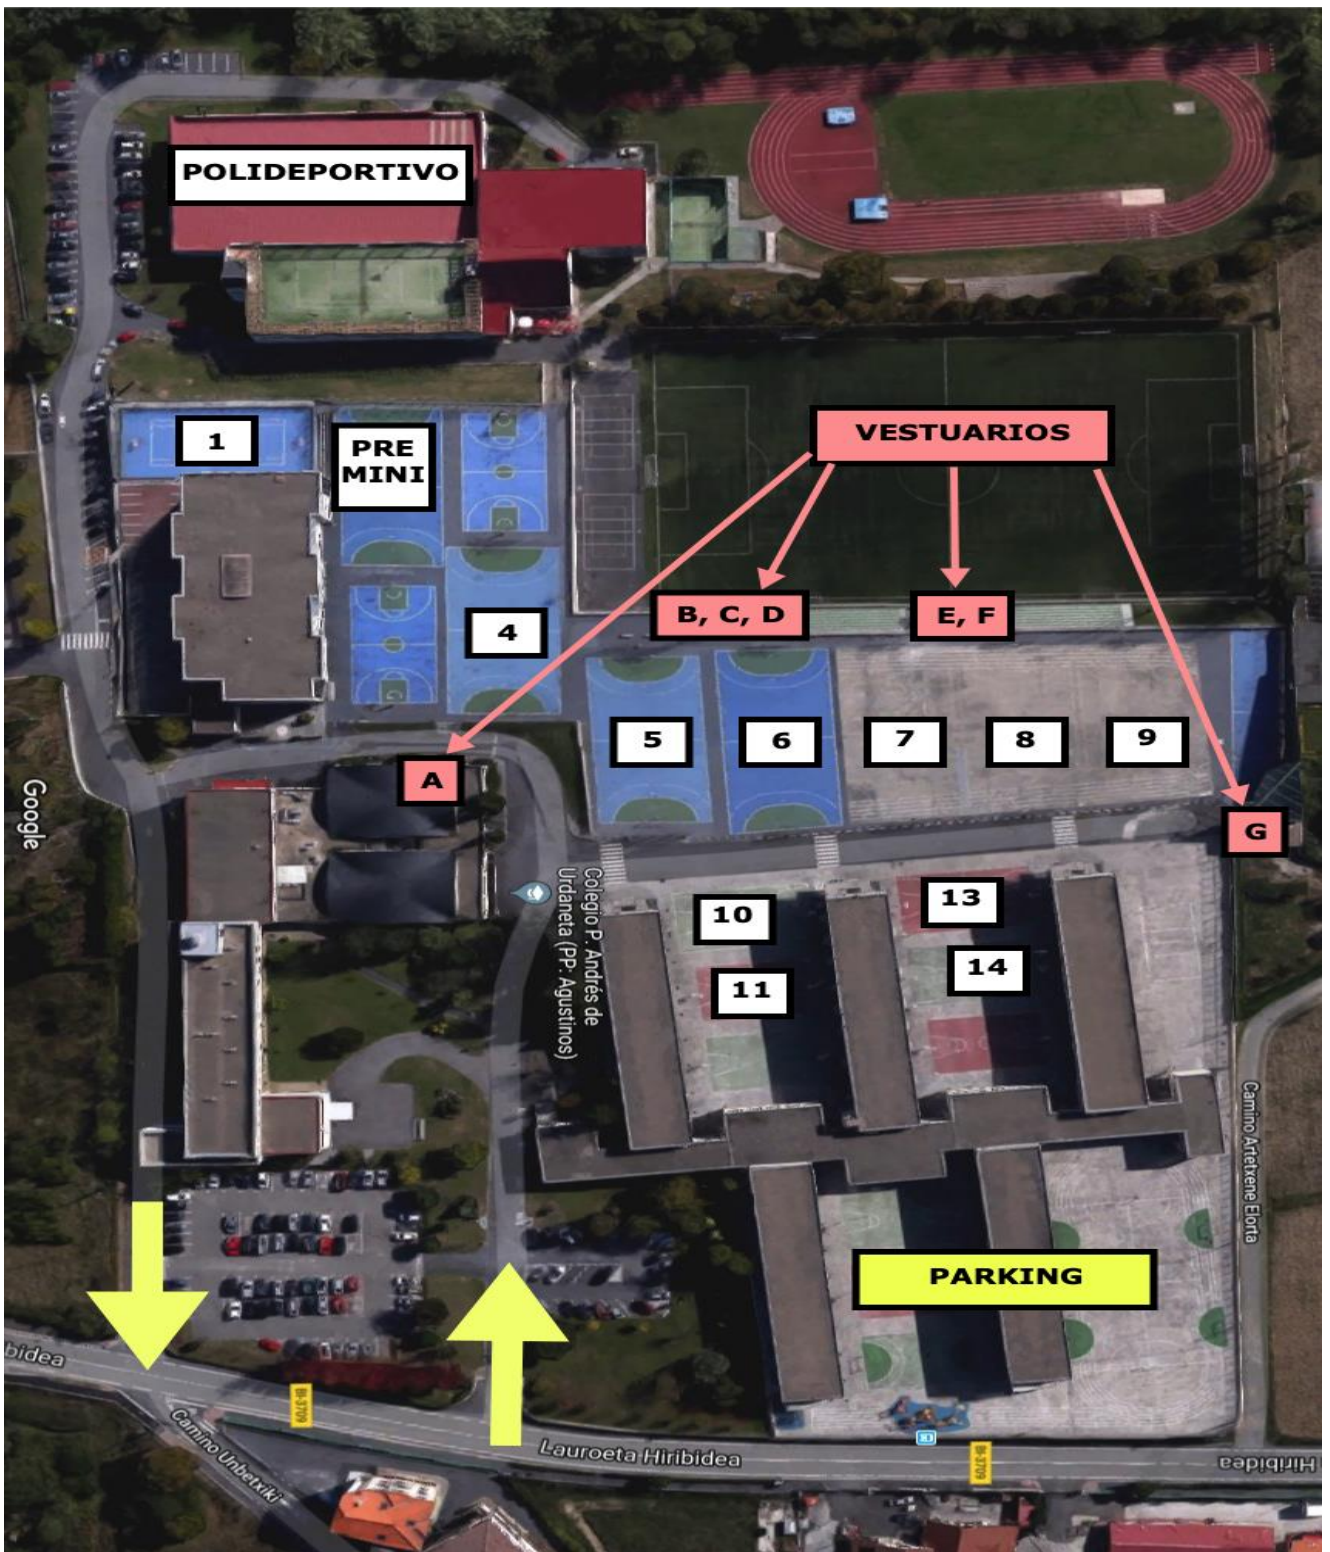 POLIDEPORTIVO
1
PRE
MINI
VESTUARIOS
B, C, D
E, F
4
5
6
7
8
9
A
G
Google
Colegio P. Andrés de
Urdaneta (PP. Agustinos)
10
13
11
14
Camino Artetxene Elorta
PARKING
bidea
BI-3709
Camino Unbetxiki
Lauroeta Hiribidea
BI-3709
Hiribidea